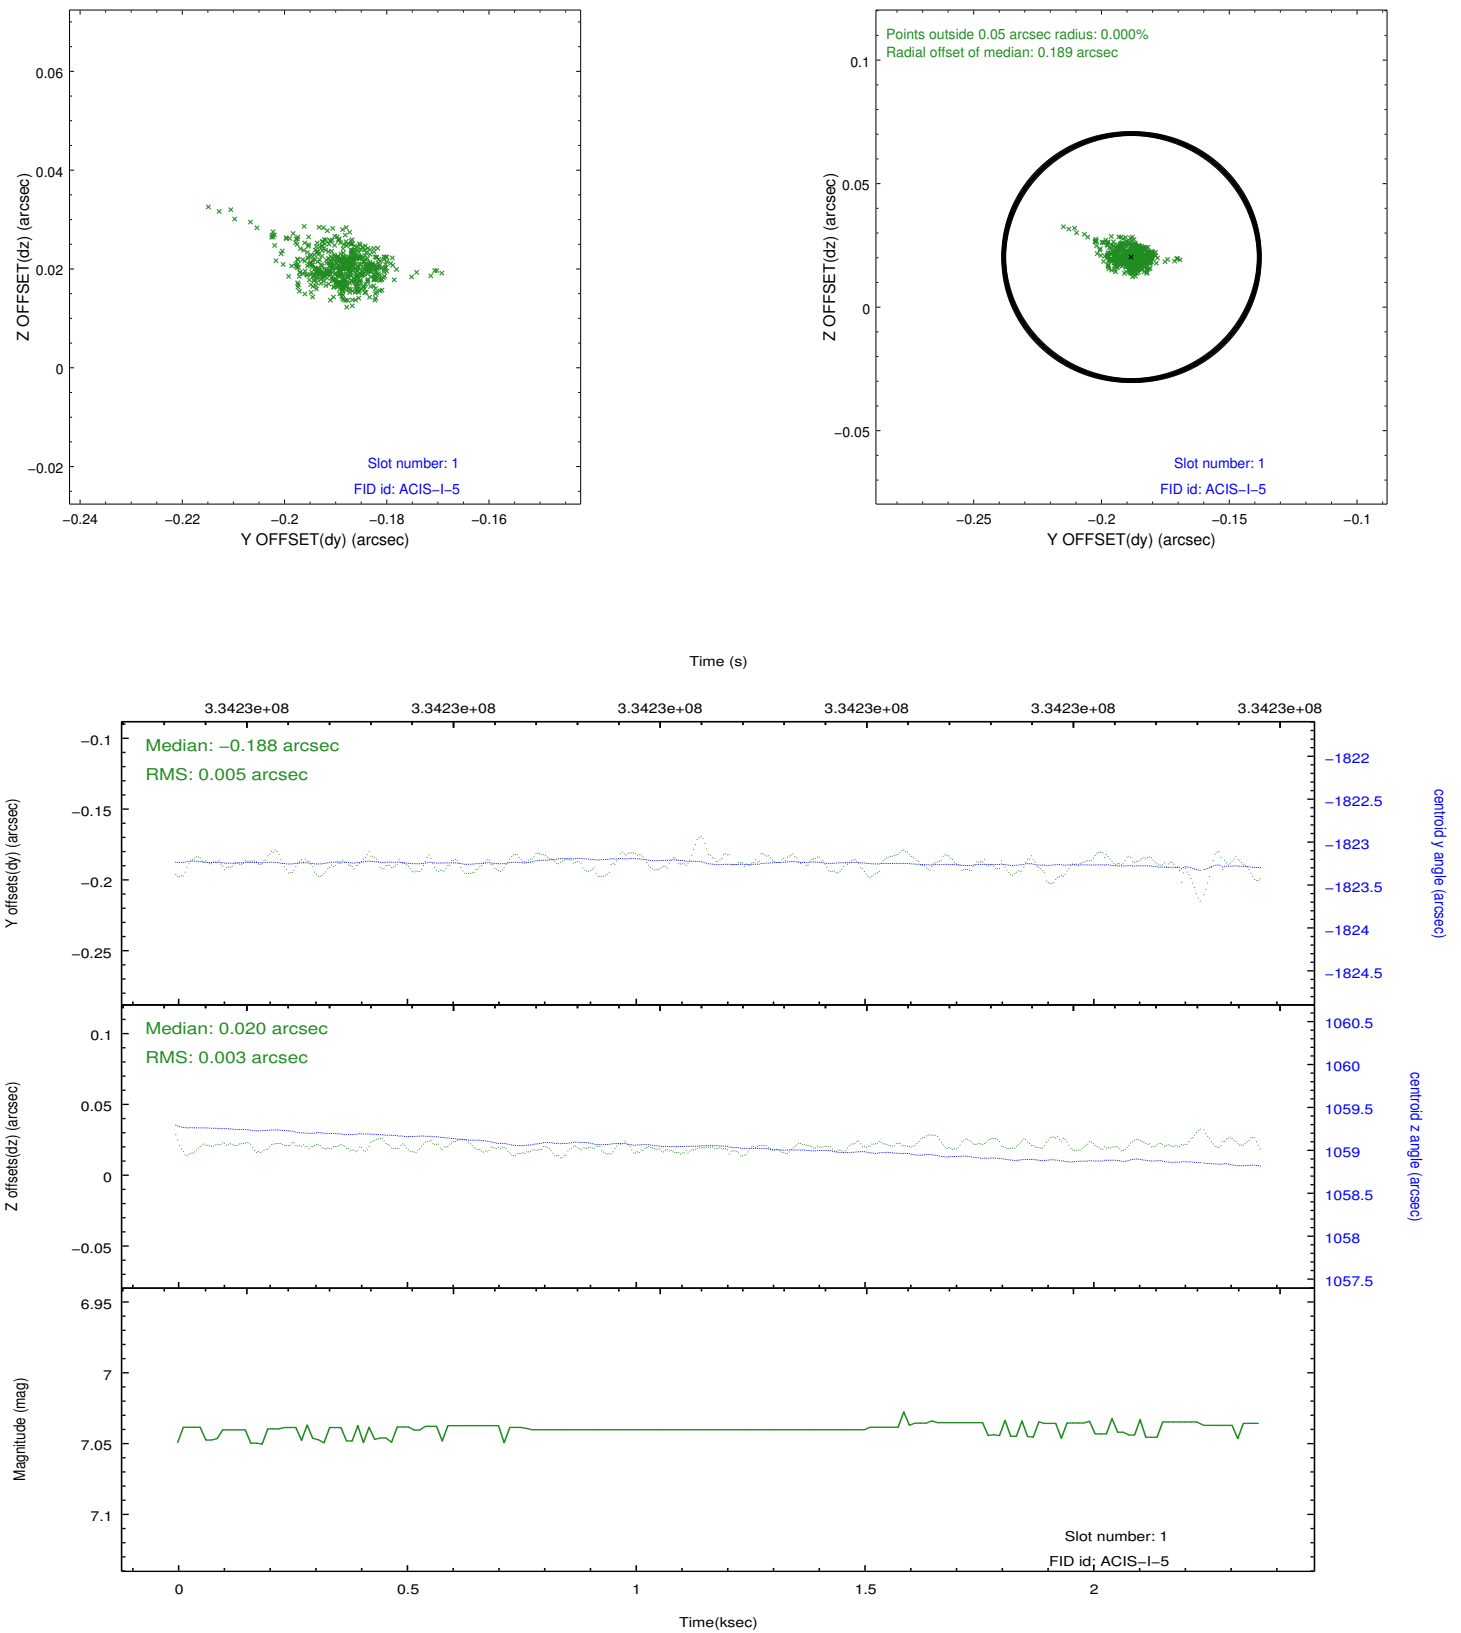 0.06
0.04
0.02
0
−0.02
−0.24
−0.22
−0.2
−0.18
−0.16
Z OFFSET(dz) (arcsec)
Y OFFSET(dy) (arcsec)
Slot number: 1
FID id: ACIS−I−5
Points outside 0.05 arcsec radius: 0.000%
Radial offset of median: 0.189 arcsec
0.1
0.05
0
−0.05
−0.25
−0.2
−0.15
−0.1
Z OFFSET(dz) (arcsec)
Y OFFSET(dy) (arcsec)
Slot number: 1
FID id: ACIS−I−5
Time (s)
3.3423e+08
3.3423e+08
3.3423e+08
3.3423e+08
3.3423e+08
3.3423e+08
Median: −0.188 arcsec
RMS: 0.005 arcsec
−0.1
−0.15
−0.2
−0.25
Y offsets(dy) (arcsec)
−1822
−1822.5
−1823
−1823.5
−1824
−1824.5
centroid y angle (arcsec)
Median: 0.020 arcsec
RMS: 0.003 arcsec
0.1
0.05
0
−0.05
Z offsets(dz) (arcsec)
1060.5
1060
1059.5
1059
1058.5
1058
1057.5
centroid z angle (arcsec)
6.95
7
7.05
7.1
Magnitude (mag)
Slot number: 1
FID id: ACIS−I−5
0
0.5
1
1.5
2
Time(ksec)